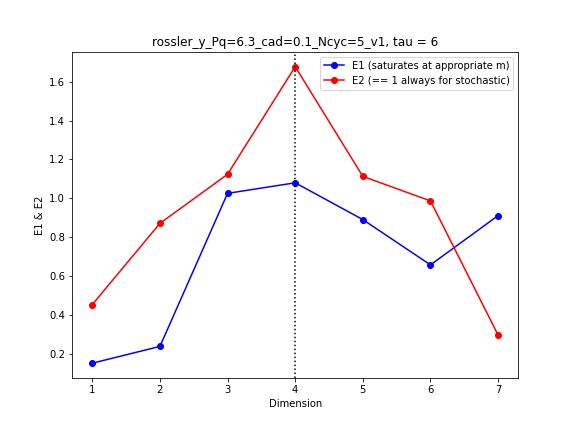 rossler_y_Pq=6.3_cad=0.1_Ncyc=5_v1, tau = 6
E1 (saturates at appropriate m)
E2 (== 1 always for stochastic)
E1 & E2
1.6
1.4
1.2
1.0
0.8
0.6
0.4
0.2
1 2 3 4 5 6 7
Dimension